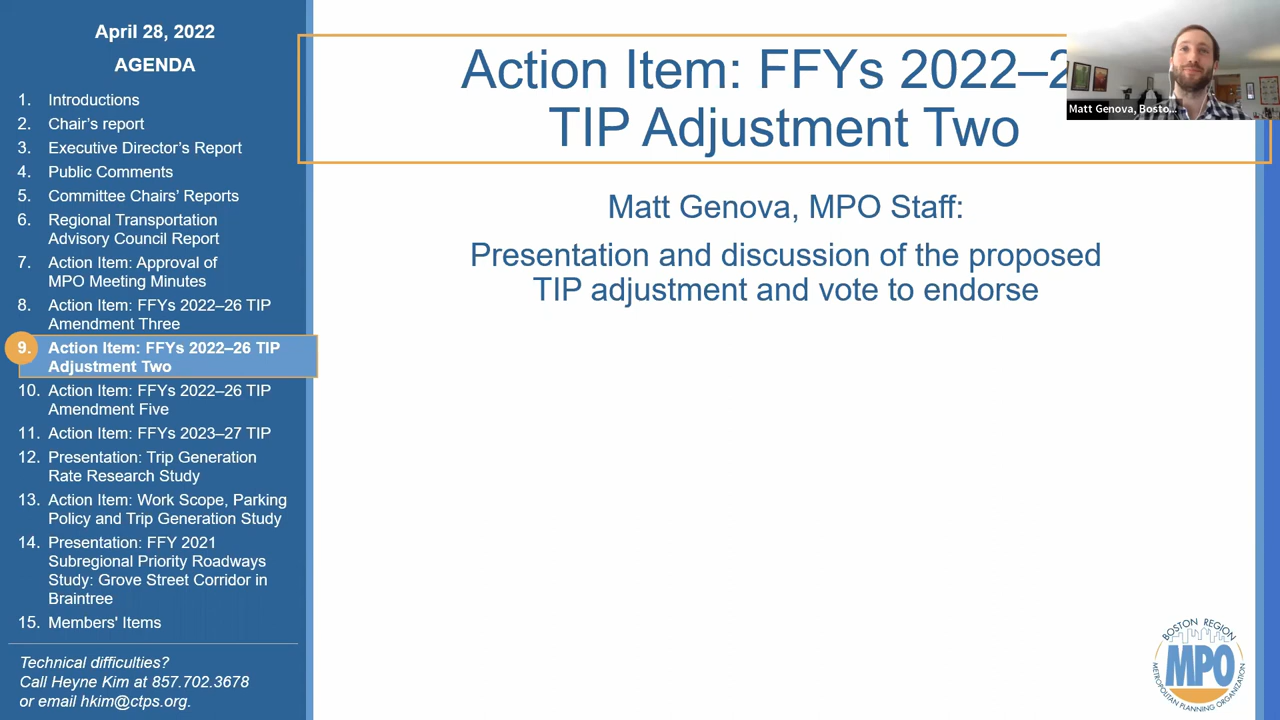 April 28, 2022
AGENDA
1. Introductions
2. Chair's report
3. Executive Director's Report
4. Public Comments
5. Committee Chairs' Reports
6. Regional Transportation
Advisory Council Report
7. Action Item: Approval of
MPO Meeting Minutes
8. Action Item: FFYs 2022–26 TIP
Amendment Three
9. Action Item: FFYs 2022–26 TIP
Adjustment Two
10. Action Item: FFYs 2022–26 TIP
Amendment Five
11. Action Item: FFYs 2023–27 TIP
12. Presentation: Trip Generation
Rate Research Study
13. Action Item: Work Scope, Parking
Policy and Trip Generation Study
14. Presentation: FFY 2021
Subregional Priority Roadways
Study: Grove Street Corridor in
Braintree
15. Members' Items
Technical difficulties?
Call Heyne Kim at 857.702.3678
or email hkim@ctps.org.
Action Item: FFYs 2022–2
TIP Adjustment Two
Matt Genova, MPO Staff:
Presentation and discussion of the proposed
TIP adjustment and vote to endorse
Matt Genova, Bosto...
BOSTON REGION
MPO
METROPOLITAN PLANNING ORGANIZATION